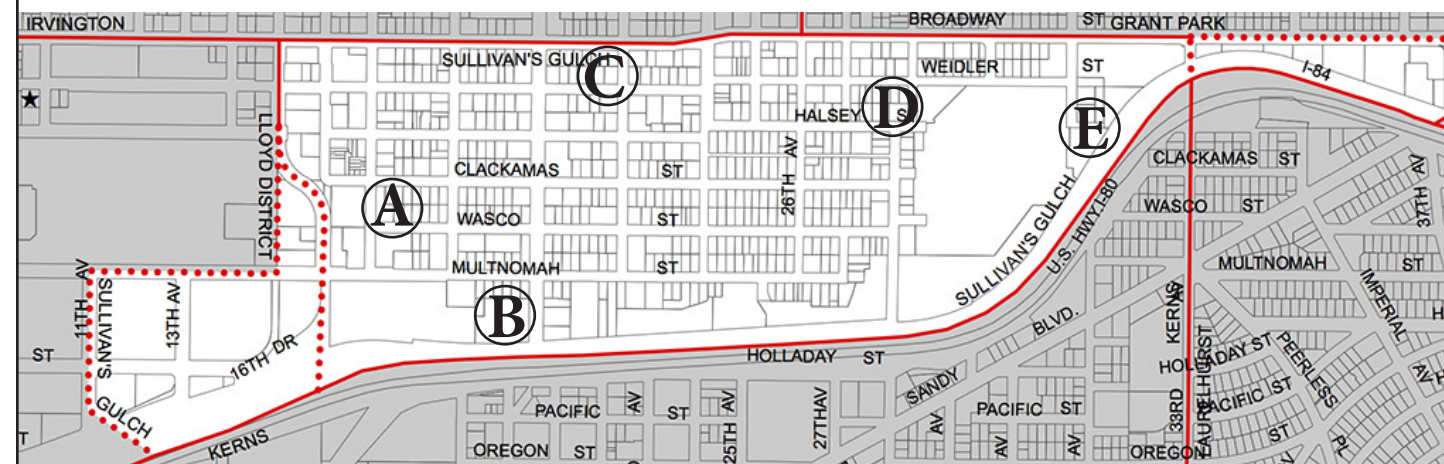 IRVINGTON
BROADWAY ST
GRANT PARK
SULLIVAN'S GULCH
C
WEIDLER ST
I-84
D
HALSEY ST
E
LLOYD DISTRICT
26TH AV
CLACKAMAS ST
CLACKAMAS ST
37TH AV
A
WASCO ST
WASCO ST
SULLIVAN'S GULCH
U.S. HWY.I-80
MULTNOMAH ST
MULTNOMAH ST
11TH AV
SULLIVAN'S
GULCH
13TH AV
B
16TH DR
ST
HOLLADAY ST
BLVD.
SANDY
KERNS
AV
IMPERIAL
AV
H
HOLLADAY ST
PEERLESS
PL
H
PACIFIC AV ST
25TH AV
27THAV
AV
PACIFIC ST
AV
AV
33RD
LAURELHURST
PACIFIC ST
ST
T
KERNS
OREGON ST
OREGON